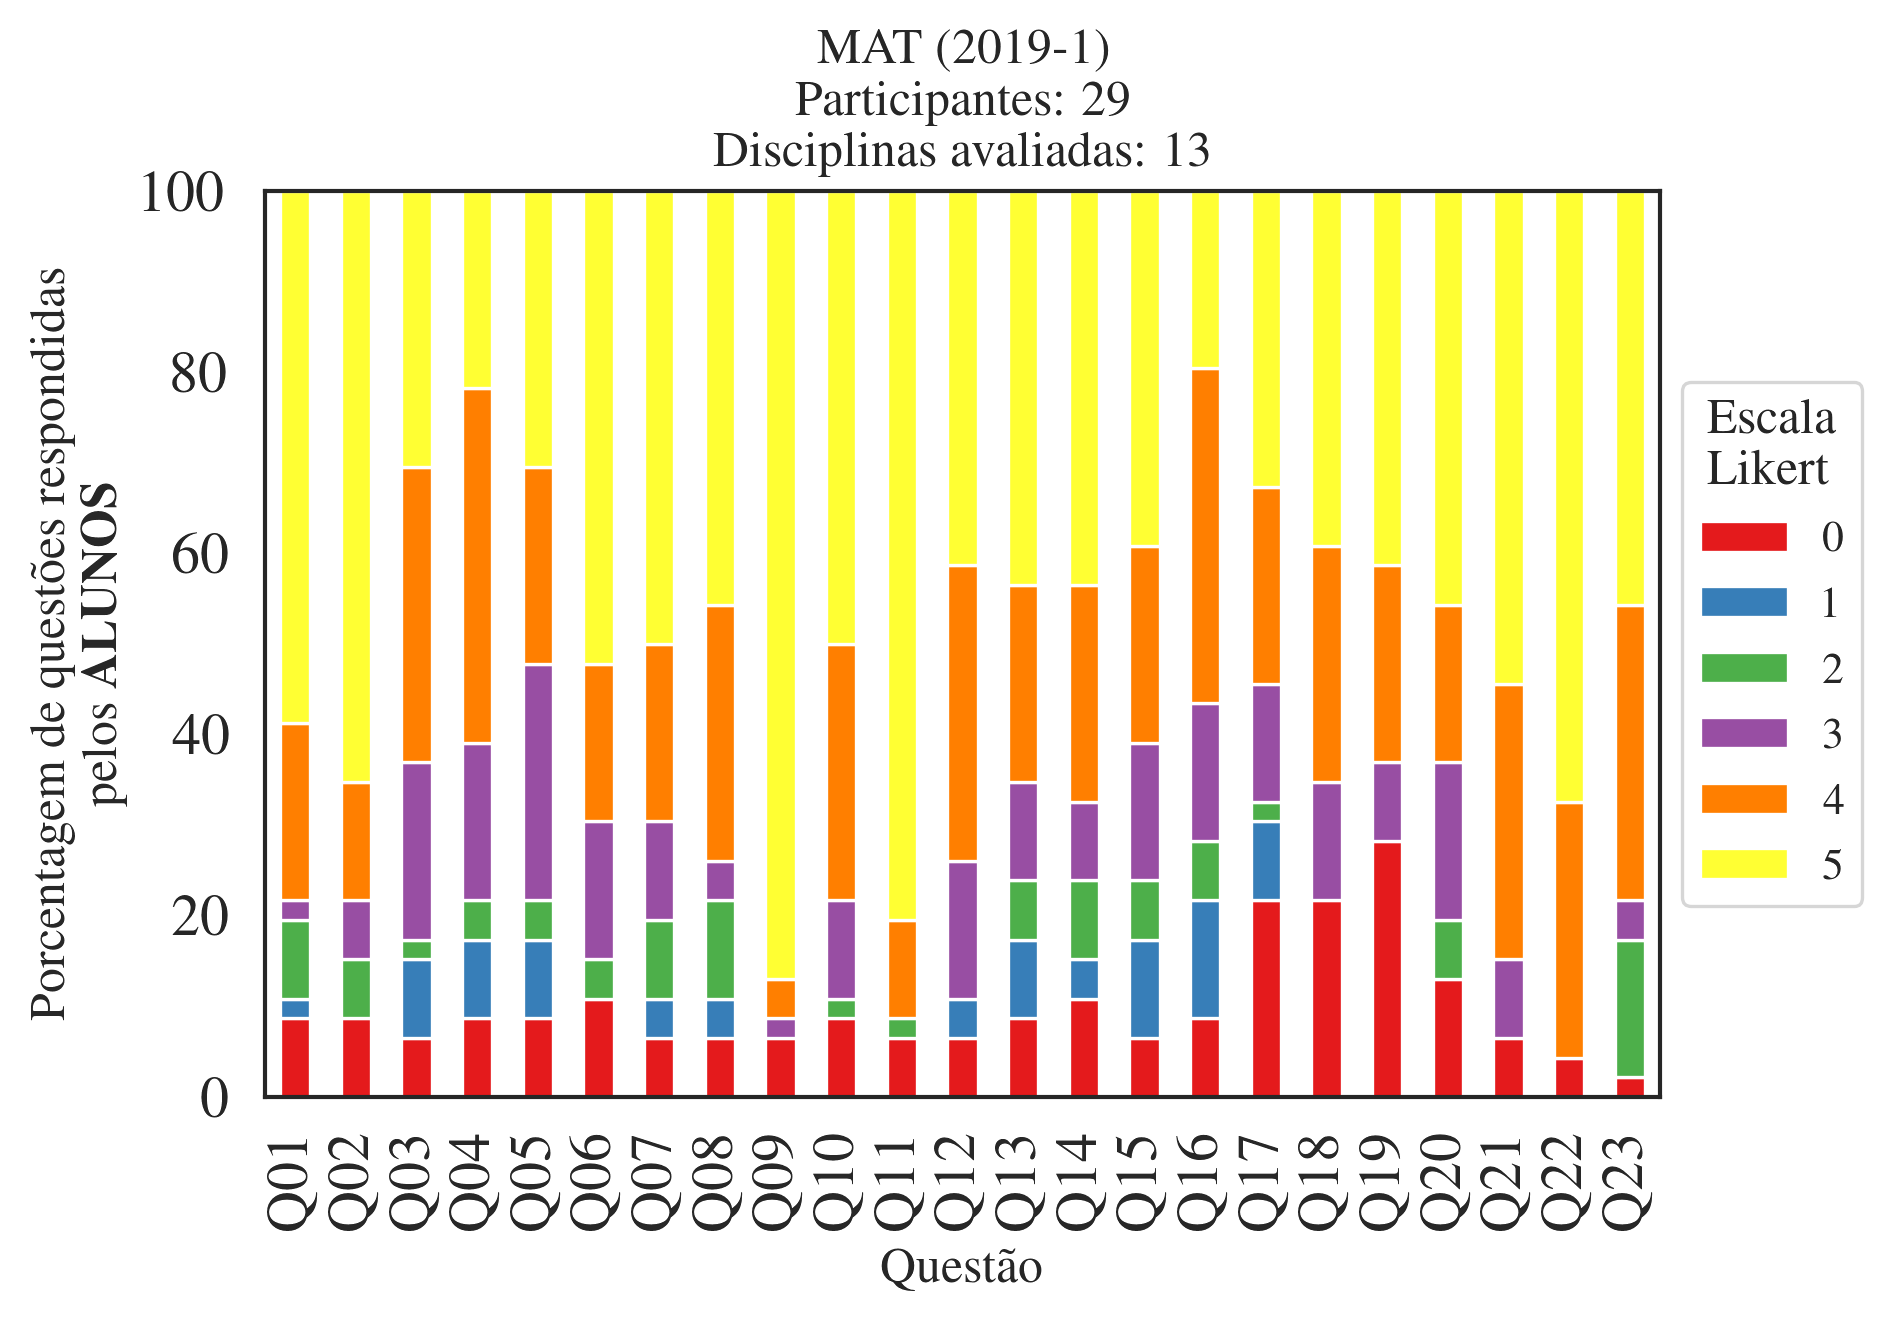 MAT (2019-1)
Participantes: 29
Disciplinas avaliadas: 13
Porcentagem de questões respondidas
pelos ALUNOS
100
80
60
40
20
0
Q01 Q02 Q03 Q04 Q05 Q06 Q07 Q08 Q09 Q10 Q11 Q12 Q13 Q14 Q15 Q16 Q17 Q18 Q19 Q20 Q21 Q22 Q23
Questão
Escala
Likert
0
1
2
3
4
5